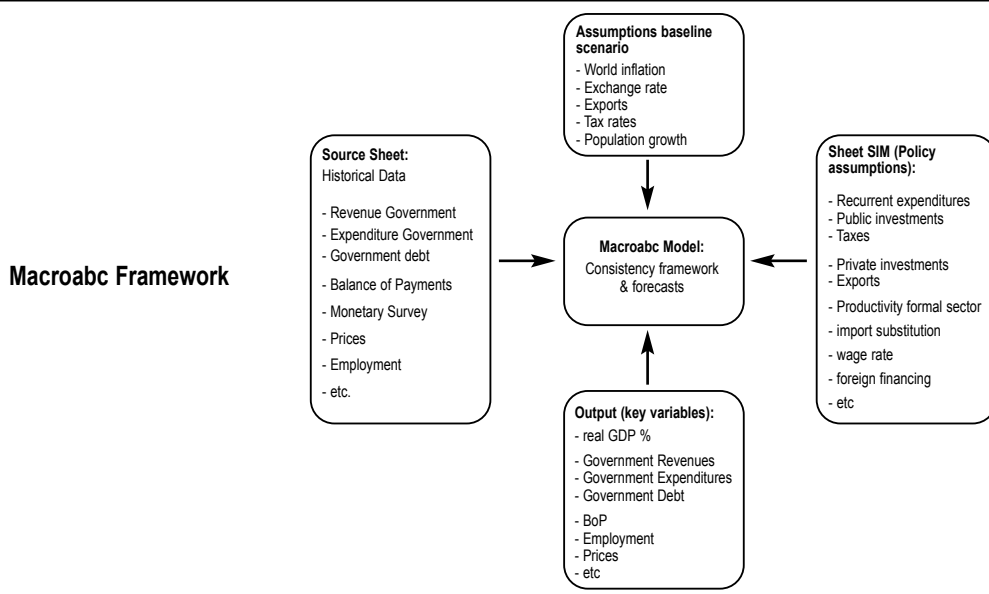 Macroabc Framework
Assumptions baseline
scenario
- World inflation
- Exchange rate
- Exports
- Tax rates
- Population growth
Source Sheet:
Historical Data
- Revenue Government
- Expenditure Government
- Government debt
- Balance of Payments
- Monetary Survey
- Prices
- Employment
- etc.
Macroabc Model:
Consistency framework
& forecasts
Sheet SIM (Policy
assumptions):
- Recurrent expenditures
- Public investments
- Taxes
- Private investments
- Exports
- Productivity formal sector
- import substitution
- wage rate
- foreign financing
- etc
Output (key variables):
- real GDP %
- Government Revenues
- Government Expenditures
- Government Debt
- BoP
- Employment
- Prices
- etc